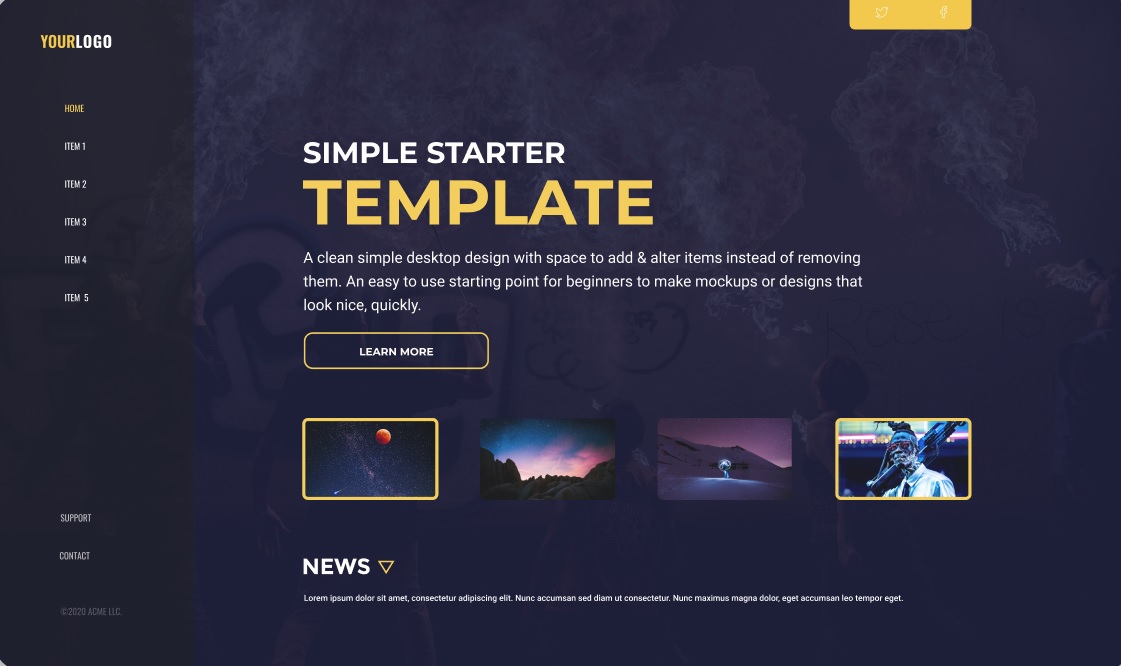 YOURLOGO
HOME
ITEM 1
ITEM 2
ITEM 3
ITEM 4
ITEM 5
SUPPORT
CONTACT
©2020 ACME LLC.
SIMPLE STARTER
TEMPLATE
A clean simple desktop design with space to add & alter items instead of removing
them. An easy to use starting point for beginners to make mockups or designs that
look nice, quickly.
LEARN MORE
NEWS
Lorem ipsum dolor sit amet, consectetur adipiscing elit. Nunc accumsan sed diam ut consectetur. Nunc maximus magna dolor, eget accumsan leo tempor eget.